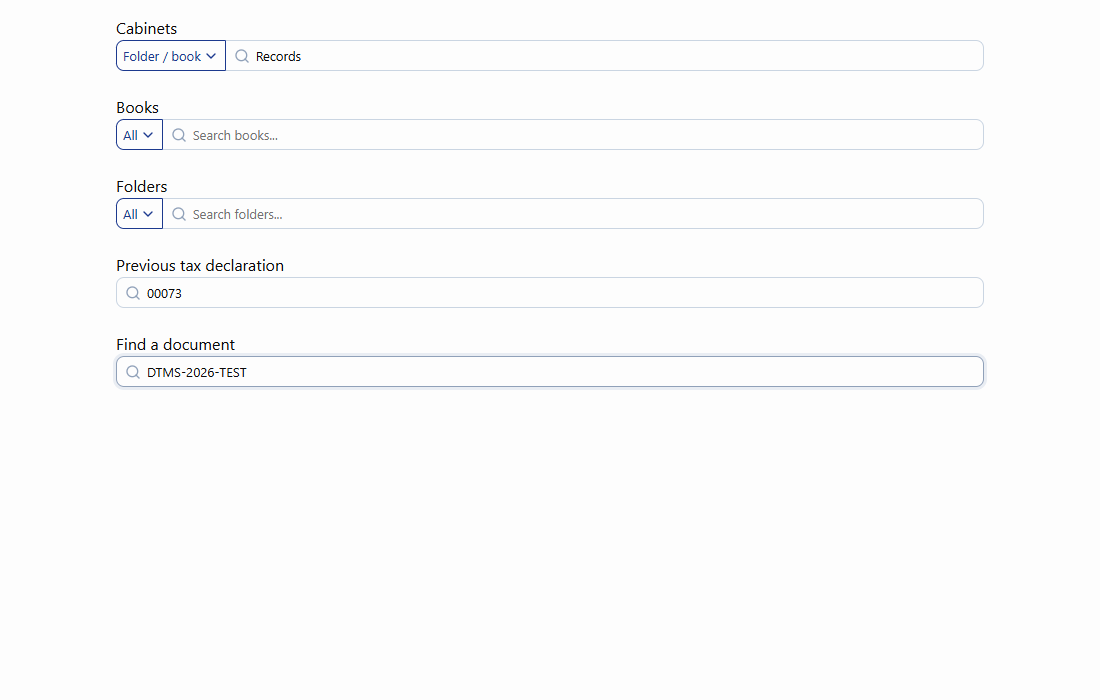 Cabinets
Folder / book Records
Books
All Search books...
Folders
All Search folders...
Previous tax declaration
00073
Find a document
DTMS-2026-TEST